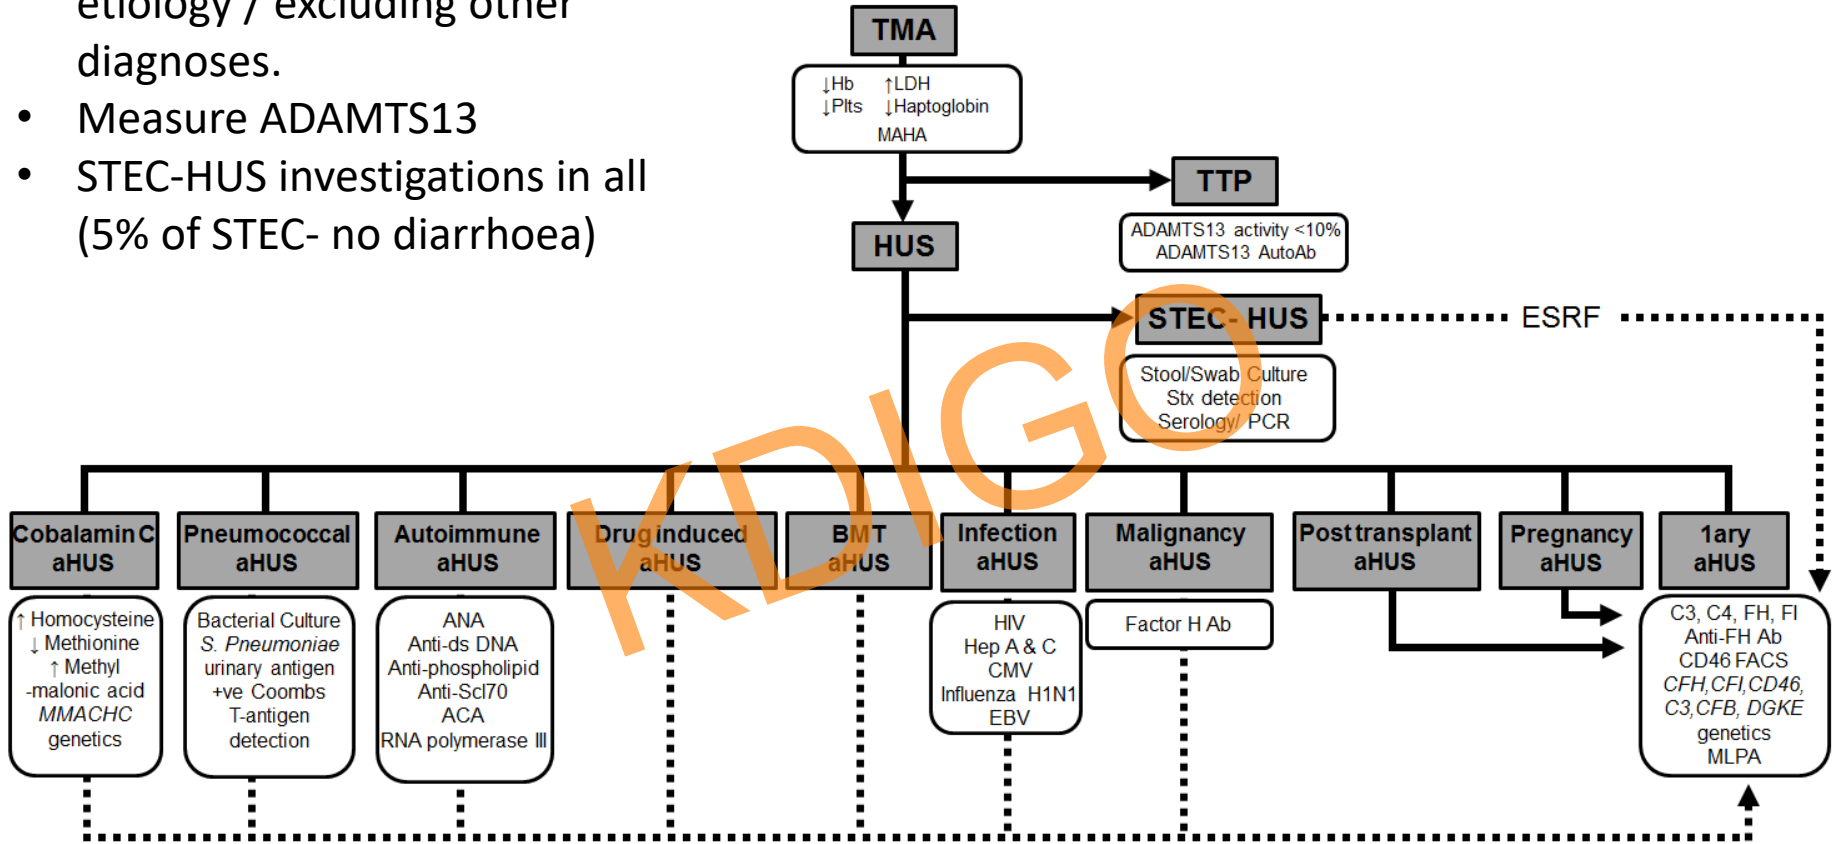 etiology / excluding other
diagnoses.
• Measure ADAMTS13
• STEC-HUS investigations in all
(5% of STEC- no diarrhoea)
TMA
↓Hb ↑LDH
↓Plts ↓Haptoglobin
MAHA
TTP
ADAMTS13 activity <10%
ADAMTS13 AutoAb
HUS
STEC- HUS
ESRF
Stool/Swab Culture
Stx detection
Serology/ PCR
KDIGO
Cobalamin C
aHUS
↑ Homocysteine
↓ Methionine
↑ Methyl
-malonic acid
MMACHC
genetics
Pneumococcal
aHUS
Bacterial Culture
S. Pneumoniae
urinary antigen
+ve Coombs
T-antigen
detection
Autoimmune
aHUS
ANA
Anti-ds DNA
Anti-phospholipid
Anti-Scl70
ACA
RNA polymerase III
Drug induced
aHUS
BMT
aHUS
Infection
aHUS
HIV
Hep A & C
CMV
Influenza H1N1
EBV
Malignancy
aHUS
Factor H Ab
Post transplant
aHUS
Pregnancy
aHUS
1ary
aHUS
C3, C4, FH, FI
Anti-FH Ab
CD46 FACS
CFH,CFI,CD46,
C3,CFB, DGKE
genetics
MLPA